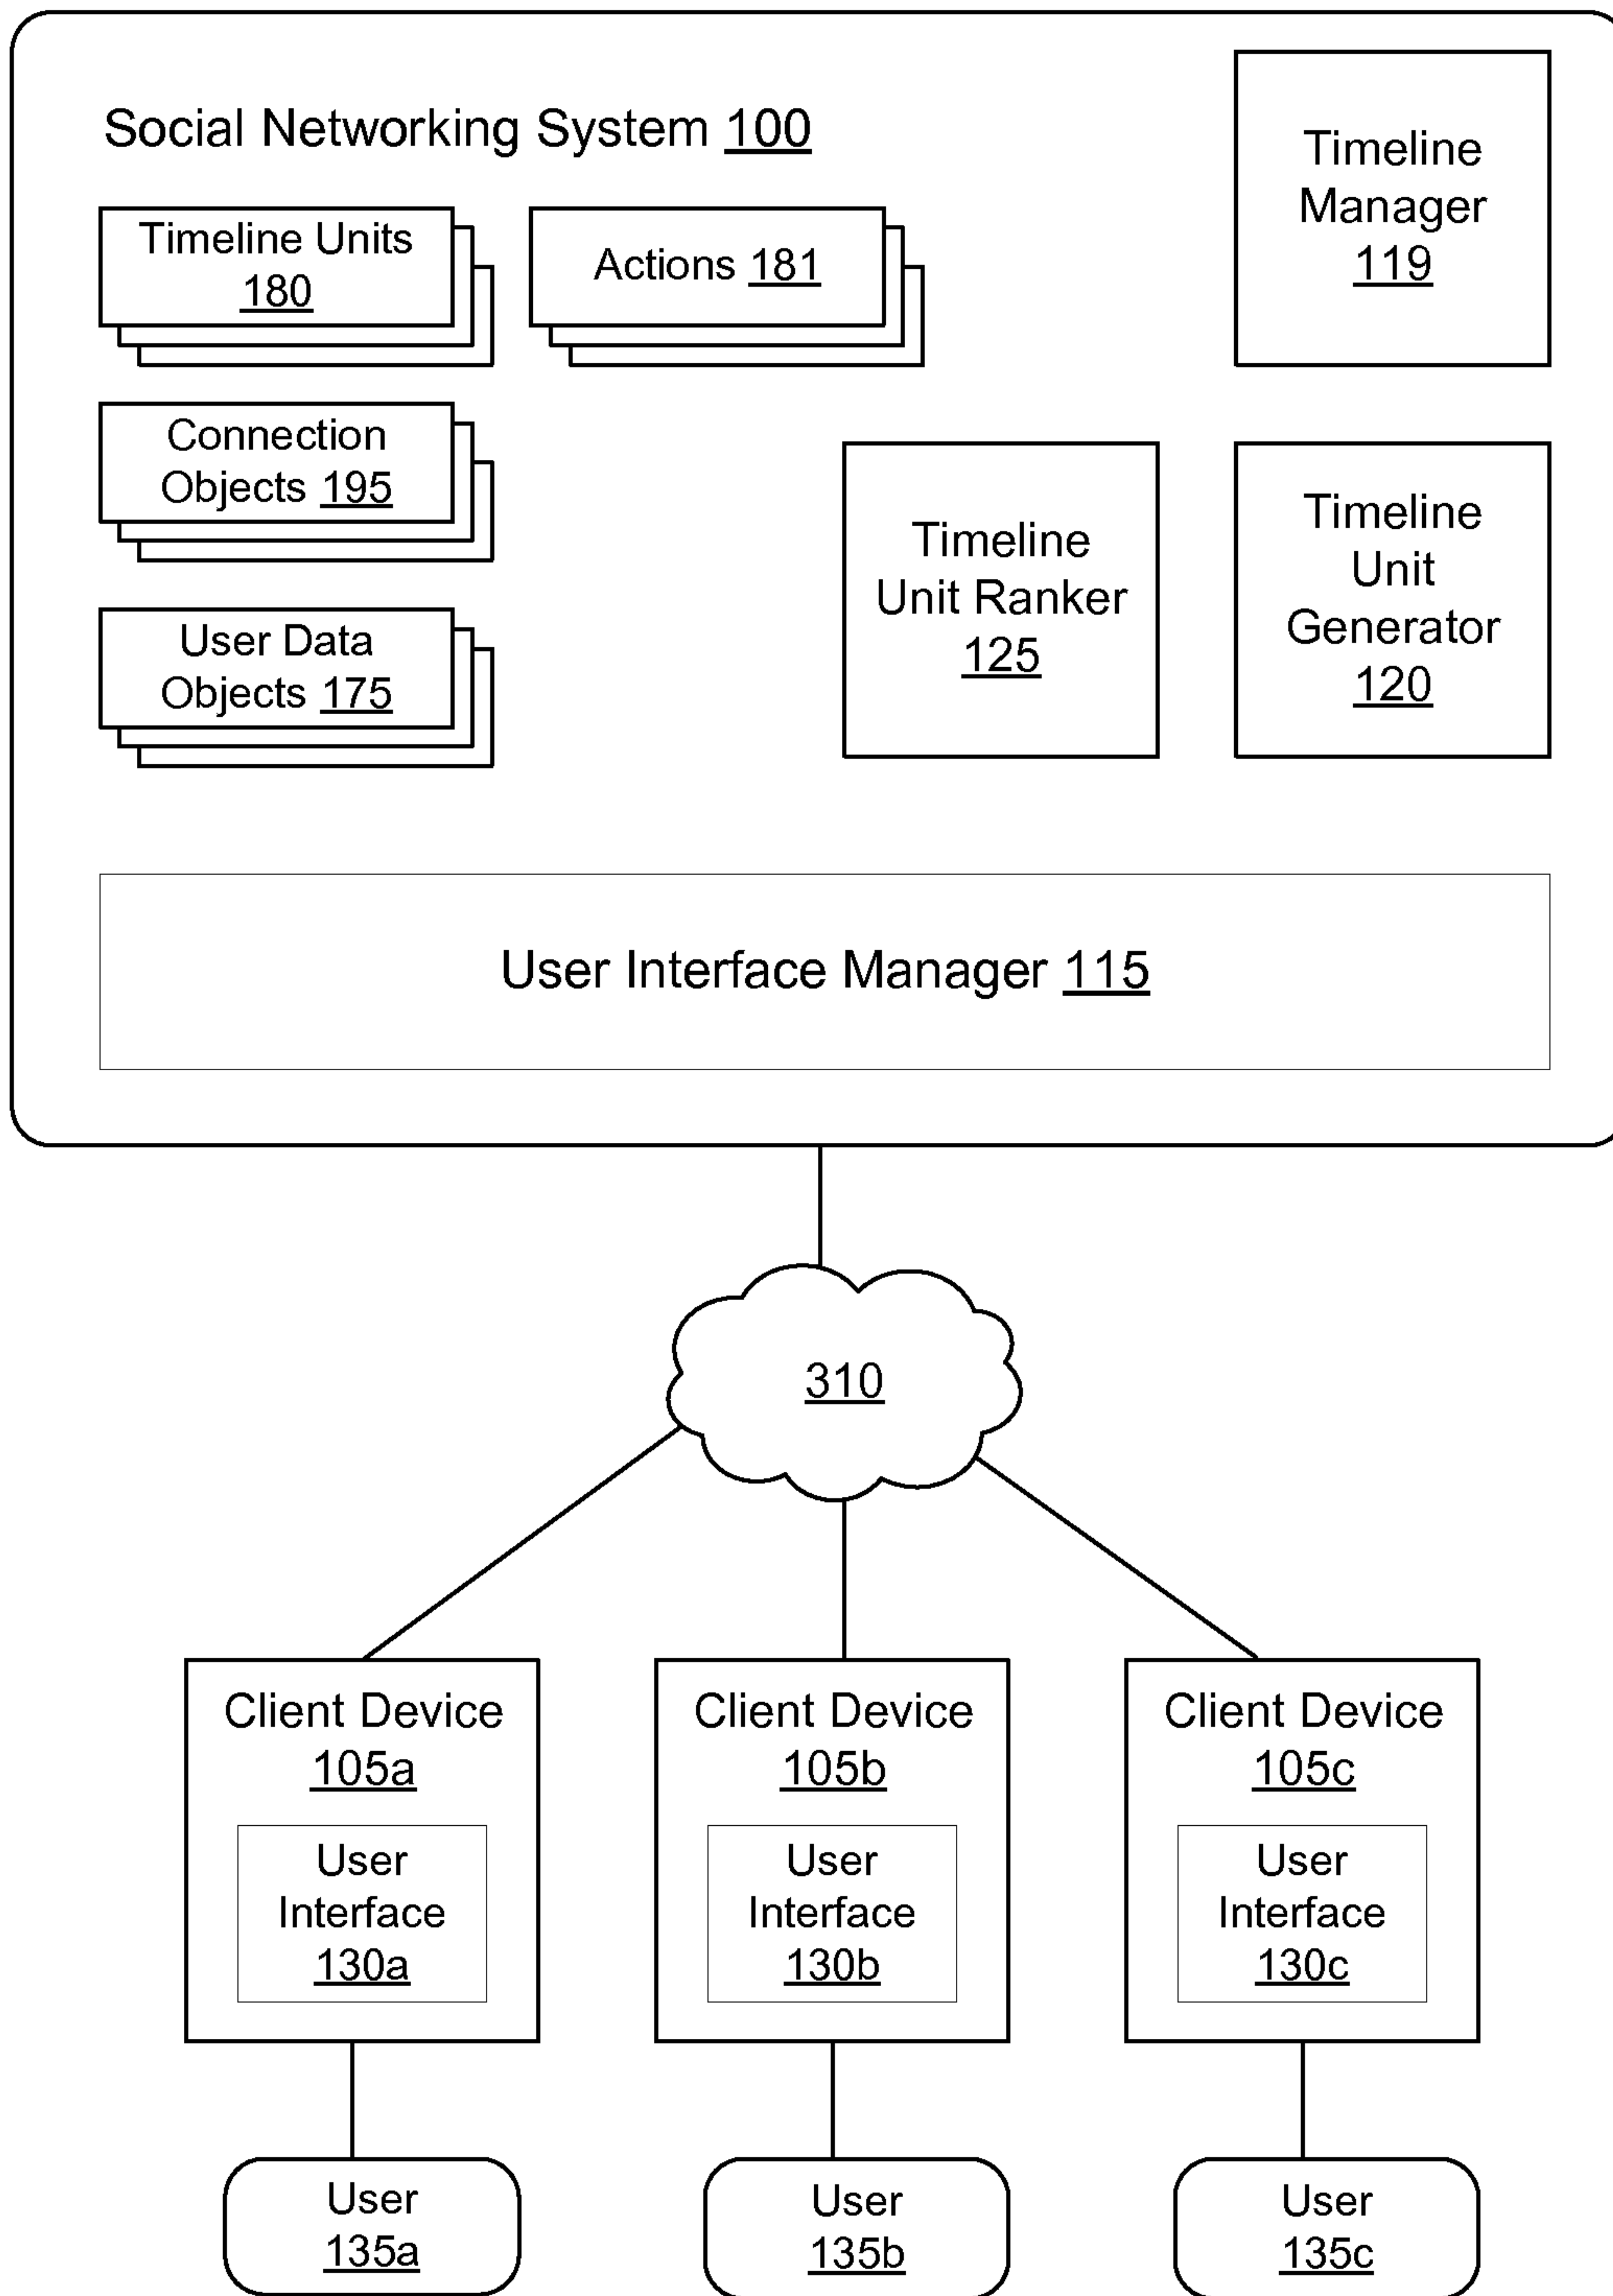 Social Networking System 100
Timeline
Manager
119
Timeline Units
180
Actions 181
Connection
Objects 195
Timeline
Unit Ranker
125
Timeline
Unit
Generator
120
User Data
Objects 175
User Interface Manager 115
310
Client Device
105a
User
Interface
130a
Client Device
105b
User
Interface
130b
Client Device
105c
User
Interface
130c
User
135a
User
135b
User
135c